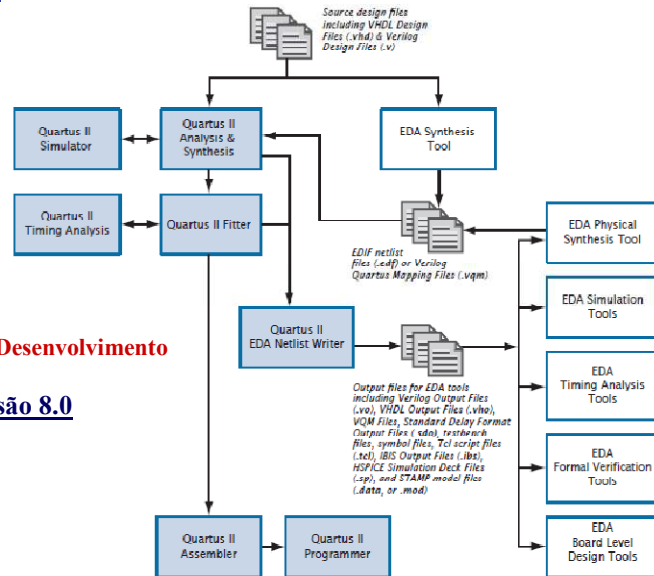 Source design files
including VHDL Design
Files (.vhd) & Verilog
Design Files (.v)
Quartus II
Simulator
Quartus II
Analysis &
Synthesis
EDA Synthesis
Tool
Quartus II
Timing Analysis
Quartus II Fitter
EDIF netlist
files (.edf) or Verilog
Quartus Mapping Files (.vqm)
EDA Physical
Synthesis Tool
Quartus II
EDA Netlist Writer
EDA Simulation
Tools
Desenvolvimento
são 8.0
Output files for EDA tools
including Verilog Output Files
(.vo), VHDL Output Files (.vho),
VQM Files, Standard Delay Format
Output Files (.sdo), testbench
files, symbol files, Tcl script files
(.tcl), IBIS Output Files (.ibs),
HSPICE Simulation Deck Files
(.sp), and STAMP model files
(.data, or .mod)
EDA
Timing Analysis
Tools
EDA
Formal Verification
Tools
Quartus II
Assembler
Quartus II
Programmer
EDA
Board Level
Design Tools